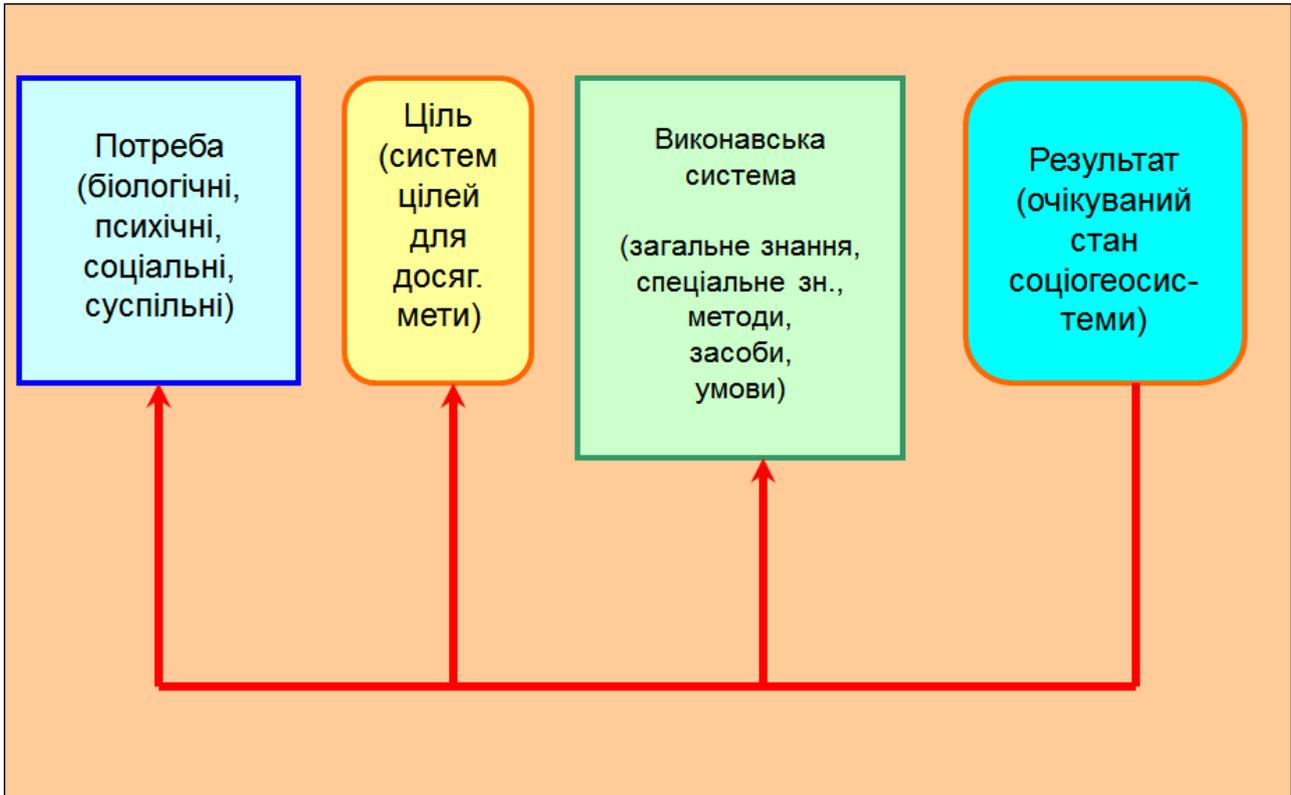 Потреба
(біологічні,
психічні,
соціальні,
суспільні)
Ціль
(систем
цілей
для
досяг.
мети)
Виконавська
система
(загальне знання,
спеціальне зн.,
методи,
засоби,
умови)
Результат
(очікуваний
стан
соціогеосис-
теми)